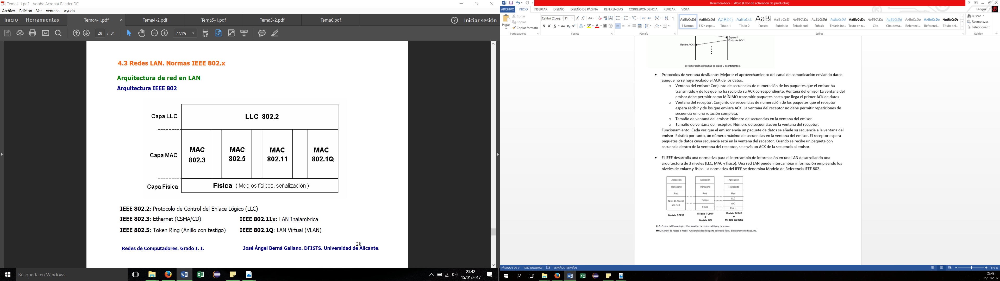 Tema4-1.pdf - Adobe Acrobat Reader DC
Archivo Edición Ver Ventana Ayuda
Inicio Herramientas Tema4-1.pdf Tema4-2.pdf Tema5-1.pdf Tema5-2.pdf Tema6.pdf Iniciar sesión
28 / 31 77,1%
4.3 Redes LAN. Normas IEEE 802.x
Arquitectura de red en LAN
Arquitectura IEEE 802
Capa LLC
LLC 802.2
Capa MAC
MAC 802.3
MAC 802.5
MAC 802.11
MAC 802.1Q
Capa Física
Física ( Medios físicos, señalización )
IEEE 802.2: Protocolo de Control del Enlace Lógico (LLC)
IEEE 802.3: Ethernet (CSMA/CD) IEEE 802.11x: LAN Inalámbrica
IEEE 802.5: Token Ring (Anillo con testigo) IEEE 802.1Q: LAN Virtual (VLAN)
28
Redes de Computadores. Grado I. I. José Ángel Berná Galiano. DFISTS. Universidad de Alicante.
Búsqueda en Windows
23:42
15/01/2017
Resumen.docx - Word (Error de activación de productos)
ARCHIVO INICIO INSERTAR DISEÑO DISEÑO DE PÁGINA REFERENCIAS CORRESPONDENCIA REVISAR VISTA Diegus .
Pegar
Cortar
Copiar
Copiar formato
Portapapeles
Calibri (Cuerp 11
N K S abc x₂ x²
Fuente
Párrafo
AaBbCcDd AaBbCcDd AaBbCc AaBbCcD AaBl AaBbCcD AaBbCcDd AaBbCcDd AaBbCcDd AaBbCcDc AaBbCcDd AaBbCcDd AaBbCcDd AaBbCcDd AaBbCcDc
¶ Normal ¶ Sin espa... Título 1 Título 2 Puesto Subtítulo Énfasis sutil Énfasis Énfasis int... Texto en n... Cita Cita desta... Referenci... Referenci... Título del...
Estilos
Buscar
Reemplazar
Seleccionar
Edición
Espera 1
Envío de ACK1
Recibe ACK1
d) Numeración de tramas de datos y asentimientos.
• Protocolos de ventana deslizante: Mejorar el aprovechamiento del canal de comunicación enviando datos
aunque no se haya recibido el ACK de los datos.
o Ventana del emisor: Conjunto de secuencias de numeración de los paquetes que el emisor ha
transmitido y de los que no ha recibido su ACK correspondiente. Ventana del emisor La ventana del
emisor debe permitir como MÍNIMO transmitir paquetes hasta que llega el primer ACK de datos
o Ventana del receptor: Conjunto de secuencias de numeración de los paquetes que el receptor
espera recibir y de los que enviará ACK. La ventana del receptor no debe permitir repeticiones de
secuencia en una rotación completa.
o Tamaño de ventana del emisor: Número de secuencias en la ventana del emisor.
o Tamaño de ventana del receptor: Número de secuencias en la ventana del receptor.
Funcionamiento: Cada vez que el emisor envía un paquete de datos se añade su secuencia a la ventana del
emisor. Existirá por tanto, un número máximo de secuencias en la ventana del emisor. El receptor espera
paquetes de datos cuya secuencia esté en la ventana del receptor. Cuando se recibe un paquete con
secuencia dentro de la ventana del receptor, se envía un ACK de la secuencia al emisor.
• El IEEE desarrolla una normativa para el intercambio de información en una LAN desarrollando una
arquitectura de 3 niveles (LLC, MAC y físico). Una red LAN puede intercambiar información empleando los
niveles de enlace y físico. La normativa del IEEE se denomina Modelo de Referencia IEEE 802.
Aplicación Aplicación Aplicación
Transporte Transporte Transporte
Red Red Red
Nivel de Acceso a la Red
Enlace
Físico
LLC
MAC
Físico
Modelo TCP/IP
Modelo TCP/IP + Modelo OSI
Modelo TCP/IP + Modelo 802 IEEE
LLC: Control del Enlace Lógico. Funcionalidad de control del flujo y de errores.
MAC: Control de Acceso al Medio. Funcionalidades de reparto del medio físico, direccionamiento físico, etc.
PÁGINA 9 DE 9 1989 PALABRAS ESPAÑOL (ESPAÑA) 110 %
23:42
15/01/2017